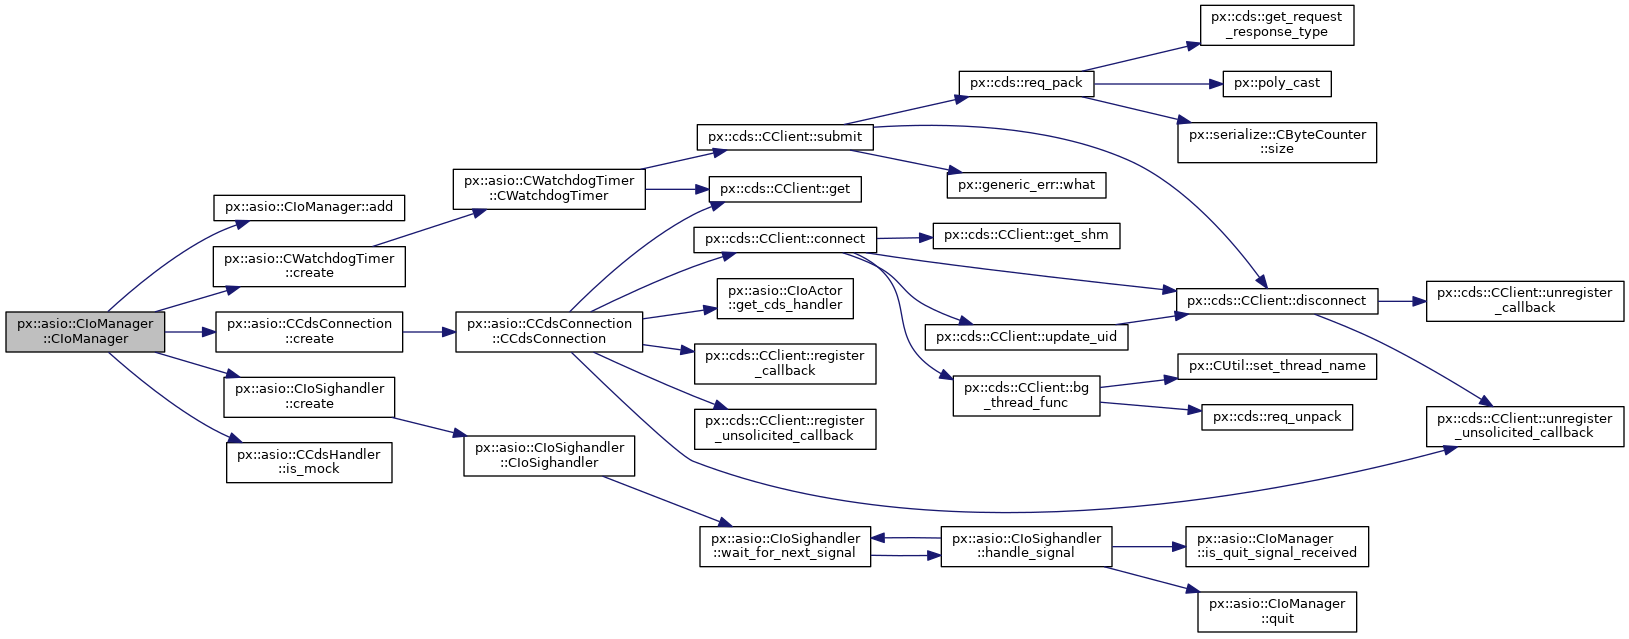 px::asio::CIoManager
::CIoManager
px::asio::CIoManager::add
px::asio::CWatchdogTimer
::create
px::asio::CCdsConnection
::create
px::asio::CIoSighandler
::create
px::asio::CCdsHandler
::is_mock
px::asio::CWatchdogTimer
::CWatchdogTimer
px::asio::CCdsConnection
::CCdsConnection
px::asio::CIoSighandler
::CIoSighandler
px::cds::CClient::submit
px::cds::CClient::get
px::cds::CClient::connect
px::asio::CIoActor
::get_cds_handler
px::cds::CClient::register
_callback
px::cds::CClient::register
_unsolicited_callback
px::asio::CIoSighandler
::wait_for_next_signal
px::cds::req_pack
px::generic_err::what
px::cds::CClient::get_shm
px::cds::CClient::update_uid
px::cds::CClient::bg
_thread_func
px::asio::CIoSighandler
::handle_signal
px::cds::get_request
_response_type
px::poly_cast
px::serialize::CByteCounter
::size
px::cds::CClient::disconnect
px::CUtil::set_thread_name
px::cds::req_unpack
px::asio::CIoManager
::is_quit_signal_received
px::asio::CIoManager
::quit
px::cds::CClient::unregister
_callback
px::cds::CClient::unregister
_unsolicited_callback